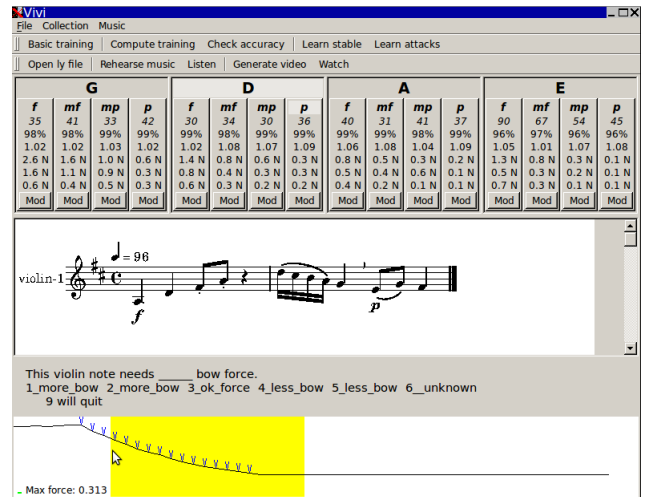 Vivi
File Collection Music
Basic training Compute training Check accuracy Learn stable Learn attacks
Open ly file Rehearse music Listen Generate video Watch
G D A E
f mf mp p f mf mp p f mf mp p f mf mp p
35 41 33 42 30 34 30 36 40 31 41 37 90 67 54 45
98% 98% 99% 99% 99% 98% 99% 99% 99% 99% 99% 99% 96% 97% 96% 96%
1.02 1.02 1.03 1.02 1.02 1.08 1.07 1.09 1.06 1.08 1.04 1.09 1.05 1.01 1.07 1.08
2.6 N 1.6 N 1.0 N 0.6 N 1.4 N 0.8 N 0.6 N 0.3 N 0.8 N 0.5 N 0.3 N 0.2 N 1.3 N 0.8 N 0.3 N 0.1 N
1.6 N 1.1 N 0.9 N 0.3 N 0.8 N 0.4 N 0.3 N 0.2 N 0.5 N 0.4 N 0.6 N 0.1 N 0.5 N 0.3 N 0.2 N 0.1 N
0.6 N 0.4 N 0.5 N 0.3 N 0.6 N 0.3 N 0.2 N 0.2 N 0.4 N 0.2 N 0.1 N 0.1 N 0.7 N 0.3 N 0.1 N 0.1 N
Mod Mod Mod Mod Mod Mod Mod Mod Mod Mod Mod Mod Mod Mod Mod Mod
= 96
violin-1
f
p
This violin note needs _____ bow force.
1_more_bow 2_more_bow 3_ok_force 4_less_bow 5_less_bow 6__unknown
9 will quit
Max force: 0.313